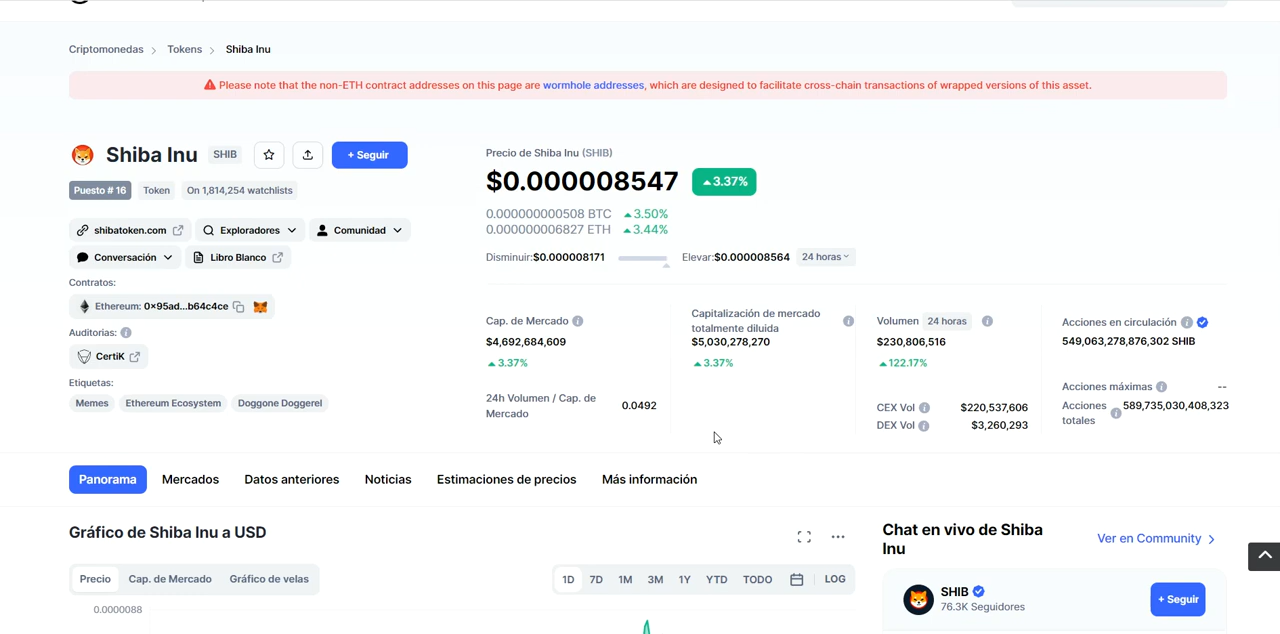 Criptomonedas > Tokens > Shiba Inu
Please note that the non-ETH contract addresses on this page are wormhole addresses, which are designed to facilitate cross-chain transactions of wrapped versions of this asset.
Shiba Inu SHIB + Seguir
Puesto # 16 Token On 1,814,254 watchlists
shibatoken.com Exploradores Comunidad
Conversación Libro Blanco
Contratos:
Ethereum: 0x95ad...b64c4ce
Auditorias:
CertiK
Etiquetas:
Memes Ethereum Ecosystem Doggone Doggerel
Precio de Shiba Inu (SHIB)
$0.000008547 3.37%
0.000000000508 BTC 3.50%
0.000000006827 ETH 3.44%
Disminuir:$0.000008171 Elevar:$0.000008564 24 horas
Cap. de Mercado
$4,692,684,609
3.37%
24h Volumen / Cap. de
Mercado
0.0492
Capitalización de mercado
totalmente diluida
$5,030,278,270
3.37%
Volumen 24 horas
$230,806,516
122.17%
CEX Vol $220,537,606
DEX Vol $3,260,293
Acciones en circulación
549,063,278,876,302 SHIB
Acciones máximas --
Acciones
totales
589,735,030,408,323
Panorama Mercados Datos anteriores Noticias Estimaciones de precios Más información
Gráfico de Shiba Inu a USD
Precio Cap. de Mercado Gráfico de velas
1D 7D 1M 3M 1Y YTD TODO LOG
0.0000088
Chat en vivo de Shiba
Inu
Ver en Community >
SHIB
76.3K Seguidores
+ Seguir